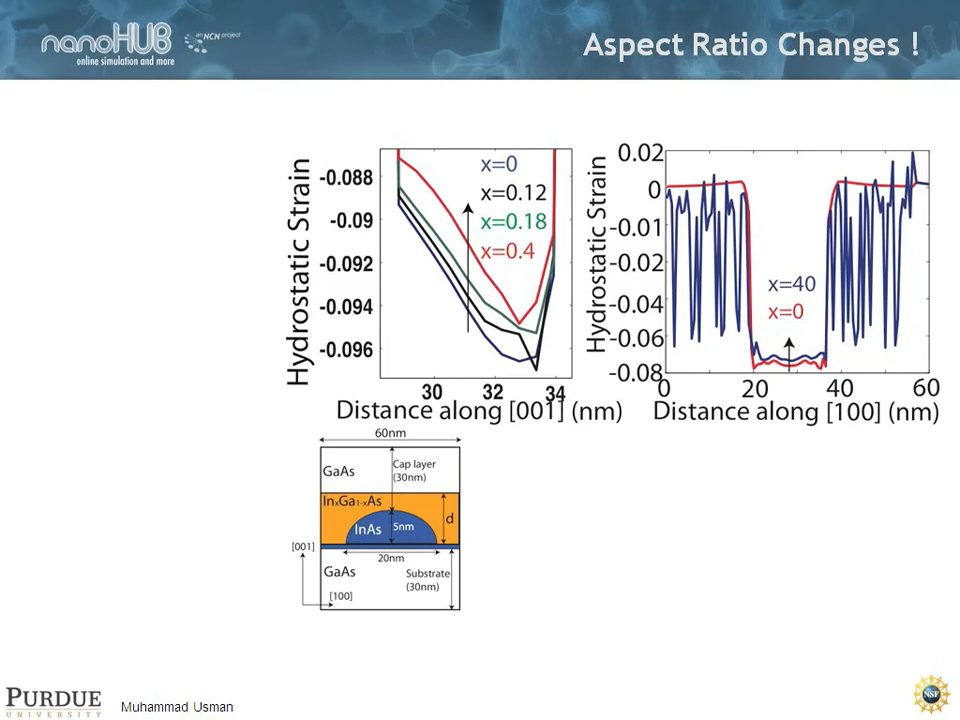 nanoHUB
an NCN project
online simulation and more
Aspect Ratio Changes !
Hydrostatic Strain
-0.088
-0.09
-0.092
-0.094
-0.096
x=0
x=0.12
x=0.18
x=0.4
30
32
34
Distance along [001] (nm)
Hydrostatic Strain
0.02
0
-0.01
-0.02
-0.04
-0.06
-0.08
x=40
x=0
0
20
40
60
Distance along [100] (nm)
60nm
GaAs
Cap layer
(30nm)
InxGa1-xAs
InAs
5nm
d
[001]
20nm
GaAs
Substrate
(30nm)
[100]
PURDUE
UNIVERSITY
Muhammad Usman
NSF